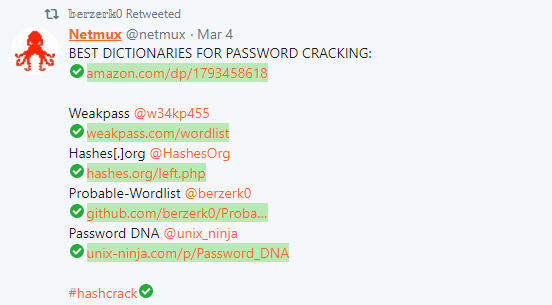 𝕓𝕖𝕣𝕫𝕖𝕣𝕜𝟘 Retweeted
Netmux @netmux · Mar 4
BEST DICTIONARIES FOR PASSWORD CRACKING:
amazon.com/dp/1793458618
Weakpass @w34kp455
weakpass.com/wordlist
Hashes[.]org @HashesOrg
hashes.org/left.php
Probable-Wordlist @berzerk0
github.com/berzerk0/Proba...
Password DNA @unix_ninja
unix-ninja.com/p/Password_DNA
#hashcrack